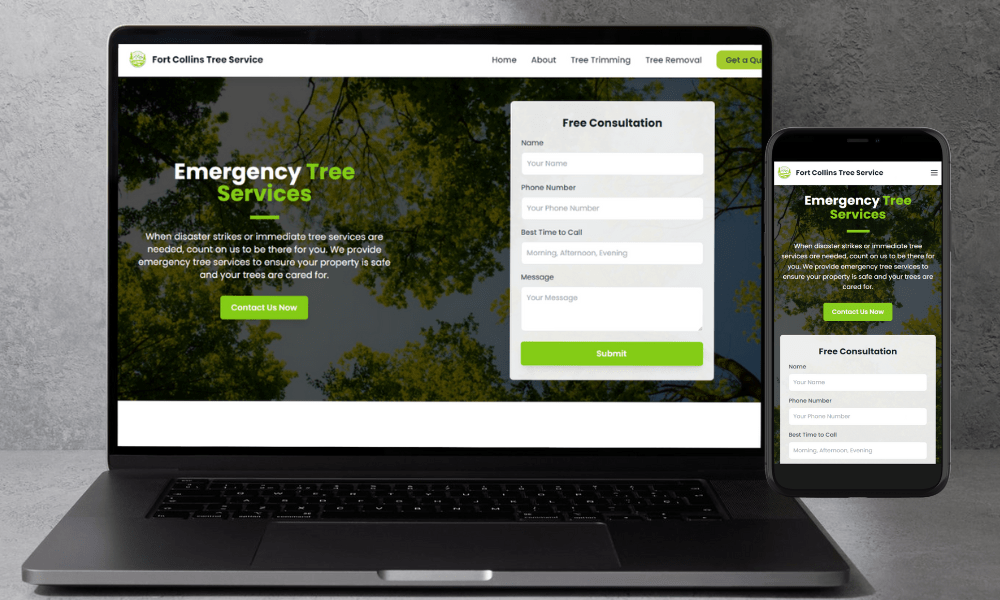 Fort Collins Tree Service
Home About Tree Trimming Tree Removal Get a Qu
Emergency Tree
Services
When disaster strikes or immediate tree services are
needed, count on us to be there for you. We provide
emergency tree services to ensure your property is safe
and your trees are cared for.
Contact Us Now
Free Consultation
Name
Your Name
Phone Number
Your Phone Number
Best Time to Call
Morning, Afternoon, Evening
Message
Your Message
Submit
Fort Collins Tree Service
Emergency Tree
Services
When disaster strikes or immediate tree
services are needed, count on us to be there for
you. We provide emergency tree services to
ensure your property is safe and your trees are
cared for.
Contact Us Now
Free Consultation
Name
Your Name
Phone Number
Your Phone Number
Best Time to Call
Morning, Afternoon, Evening